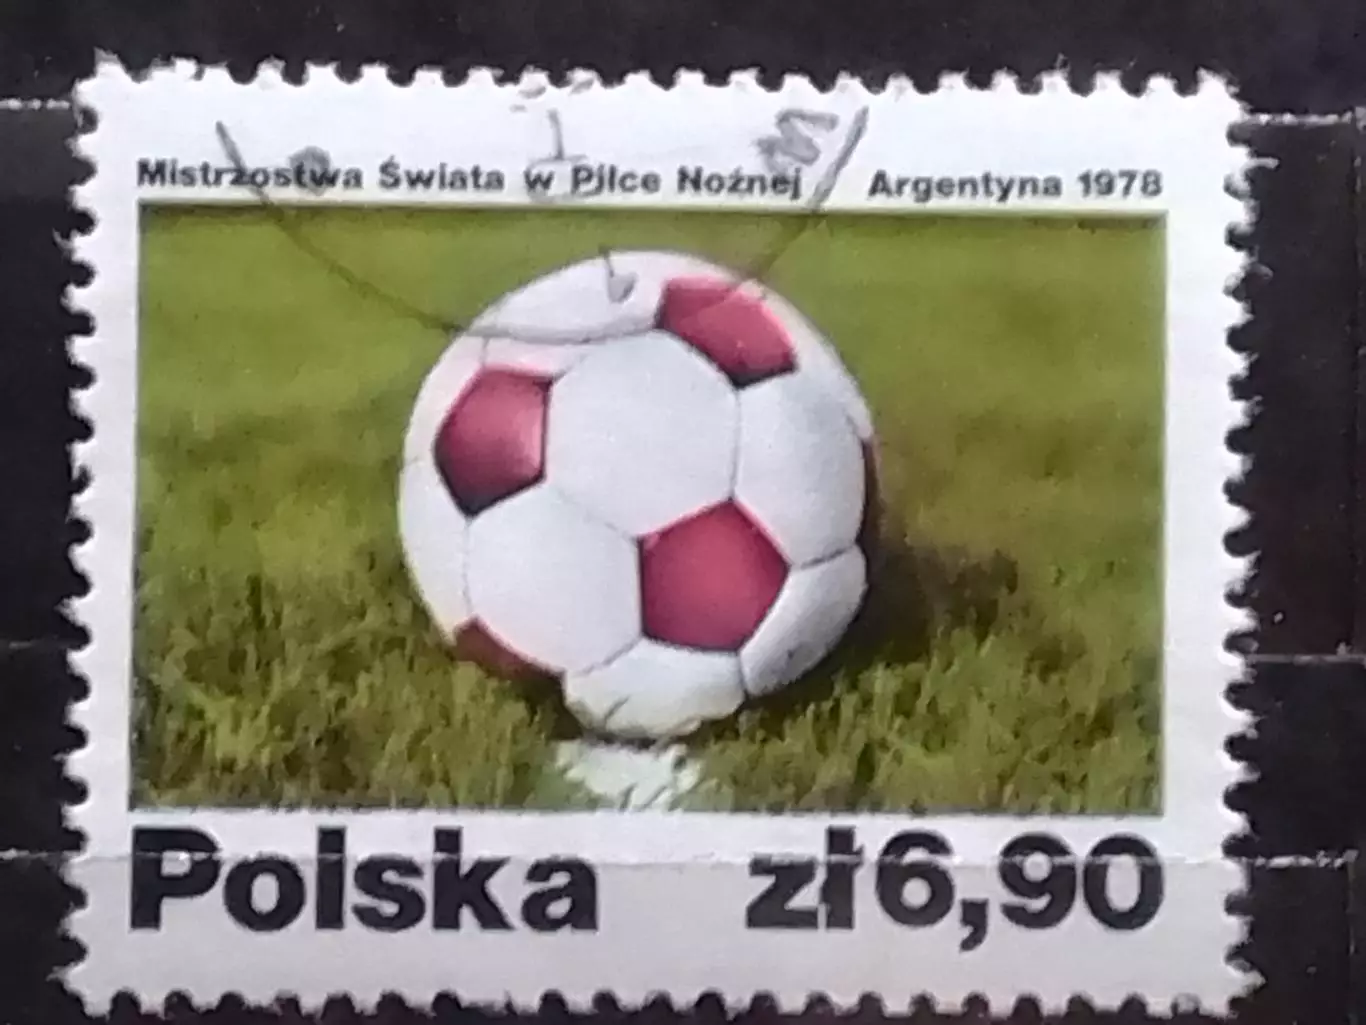 Mistrzostwa Świata w Piłce Nożnej Argentyna 1978
Polska zł6,90